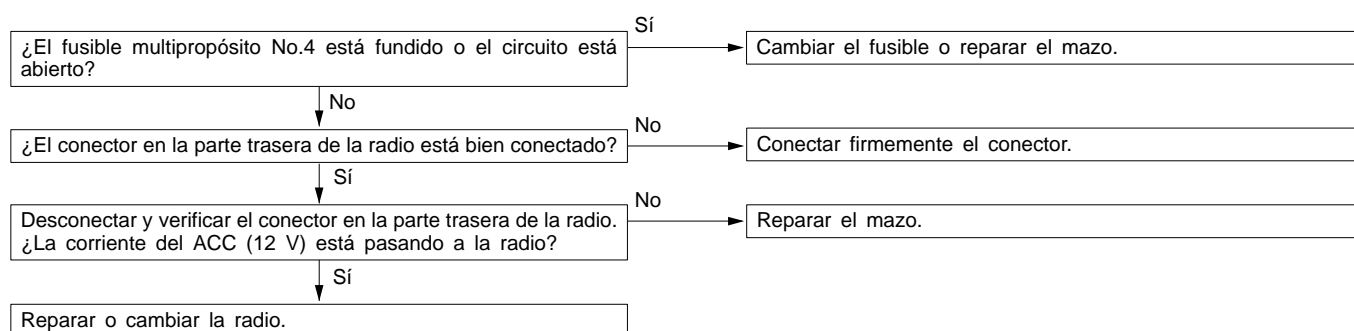 Sí
¿El fusible multipropósito No.4 está fundido o el circuito está
abierto?
Cambiar el fusible o reparar el mazo.
No
¿El conector en la parte trasera de la radio está bien conectado?
No
Conectar firmemente el conector.
Sí
Desconectar y verificar el conector en la parte trasera de la radio.
¿La corriente del ACC (12 V) está pasando a la radio?
No
Reparar el mazo.
Sí
Reparar o cambiar la radio.